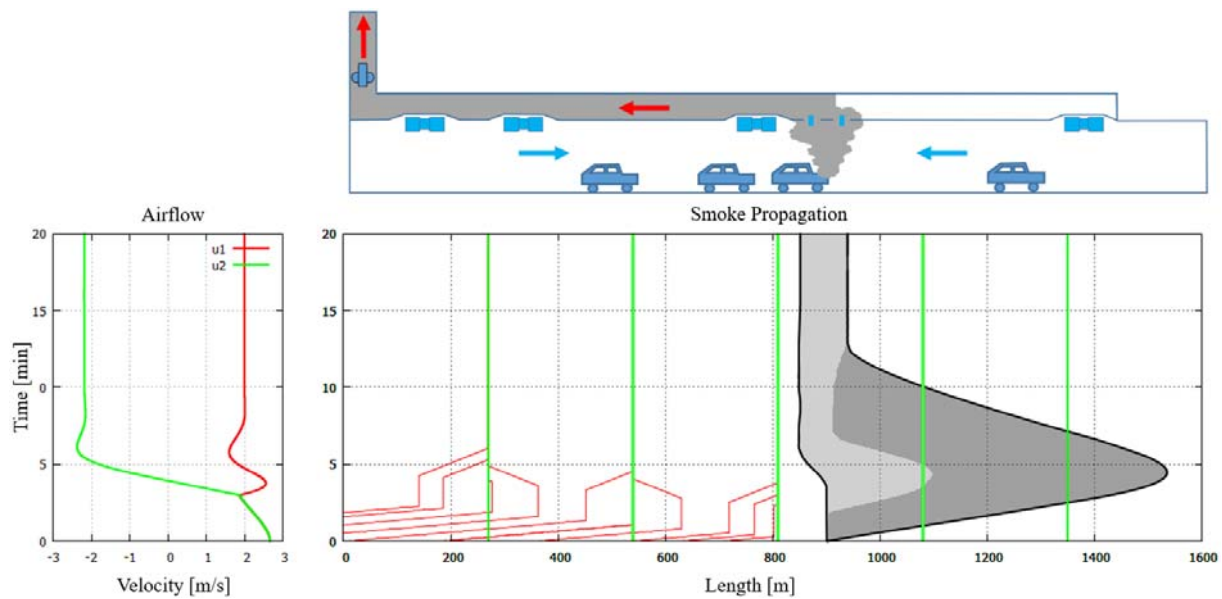 Airflow
Smoke Propagation
20
15
0
5
0
Time [min]
u1
u2
-3 -2 -1 0 1 2 3
Velocity [m/s]
20
15
10
5
0
0 200 400 600 800 1000 1200 1400 1600
Length [m]